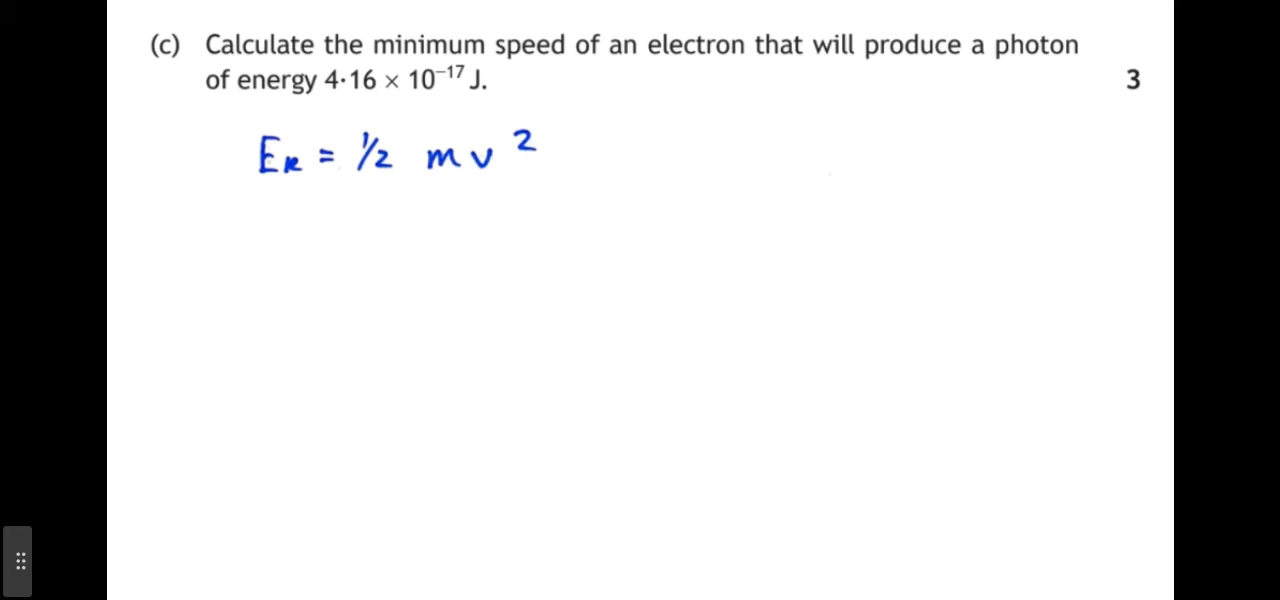 (c) Calculate the minimum speed of an electron that will produce a photon
of energy 4·16 × 10⁻¹⁷ J.
3
Eₖ = ½ m v ²